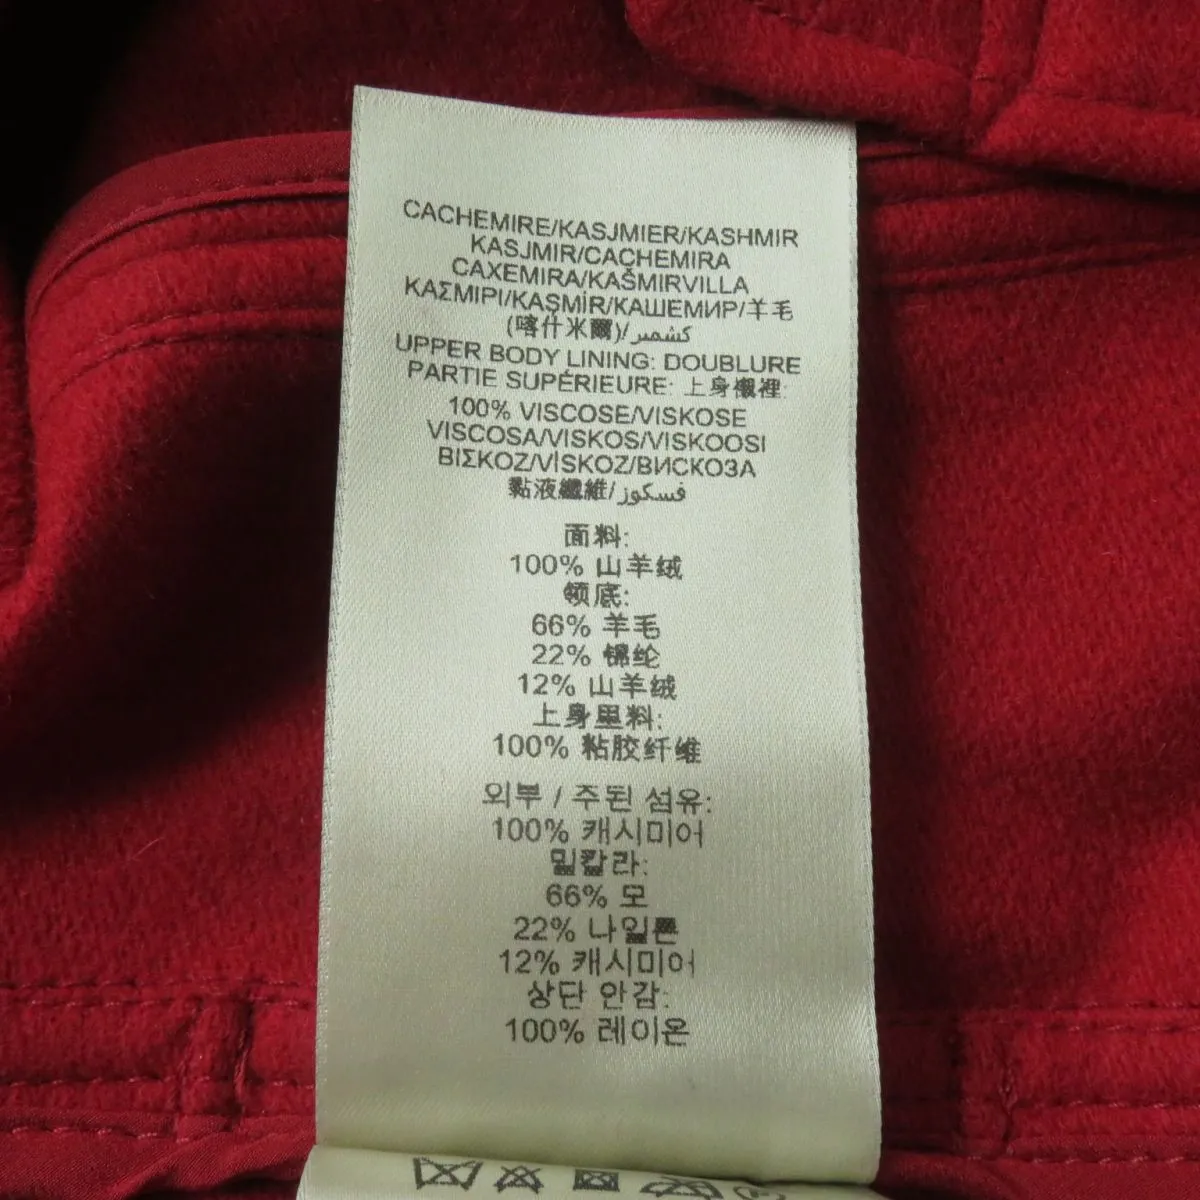 CACHEMIRE/KASJMIER/KASHMIR
KASJMIR/CACHEMIRA
CAXEMIRA/KAŠMIRVILLA
ΚΑΣΜΙΡΙ/KAŞMİR/КАШЕМИР/羊毛
(喀什米爾)/كشمير
UPPER BODY LINING: DOUBLURE
PARTIE SUPÉRIEURE: 上身襯裡:
100% VISCOSE/VISKOSE
VISCOSA/VISKOS/VISKOOSI
ΒΙΣΚΟΖ/VİSKOZ/ВИСКОЗА
黏液纖維/فسكوز
面料:
100% 山羊绒
领底:
66% 羊毛
22% 锦纶
12% 山羊绒
上身里料:
100% 粘胶纤维
외부 / 주된 섬유:
100% 캐시미어
밑칼라:
66% 모
22% 나일론
12% 캐시미어
상단 안감:
100% 레이온